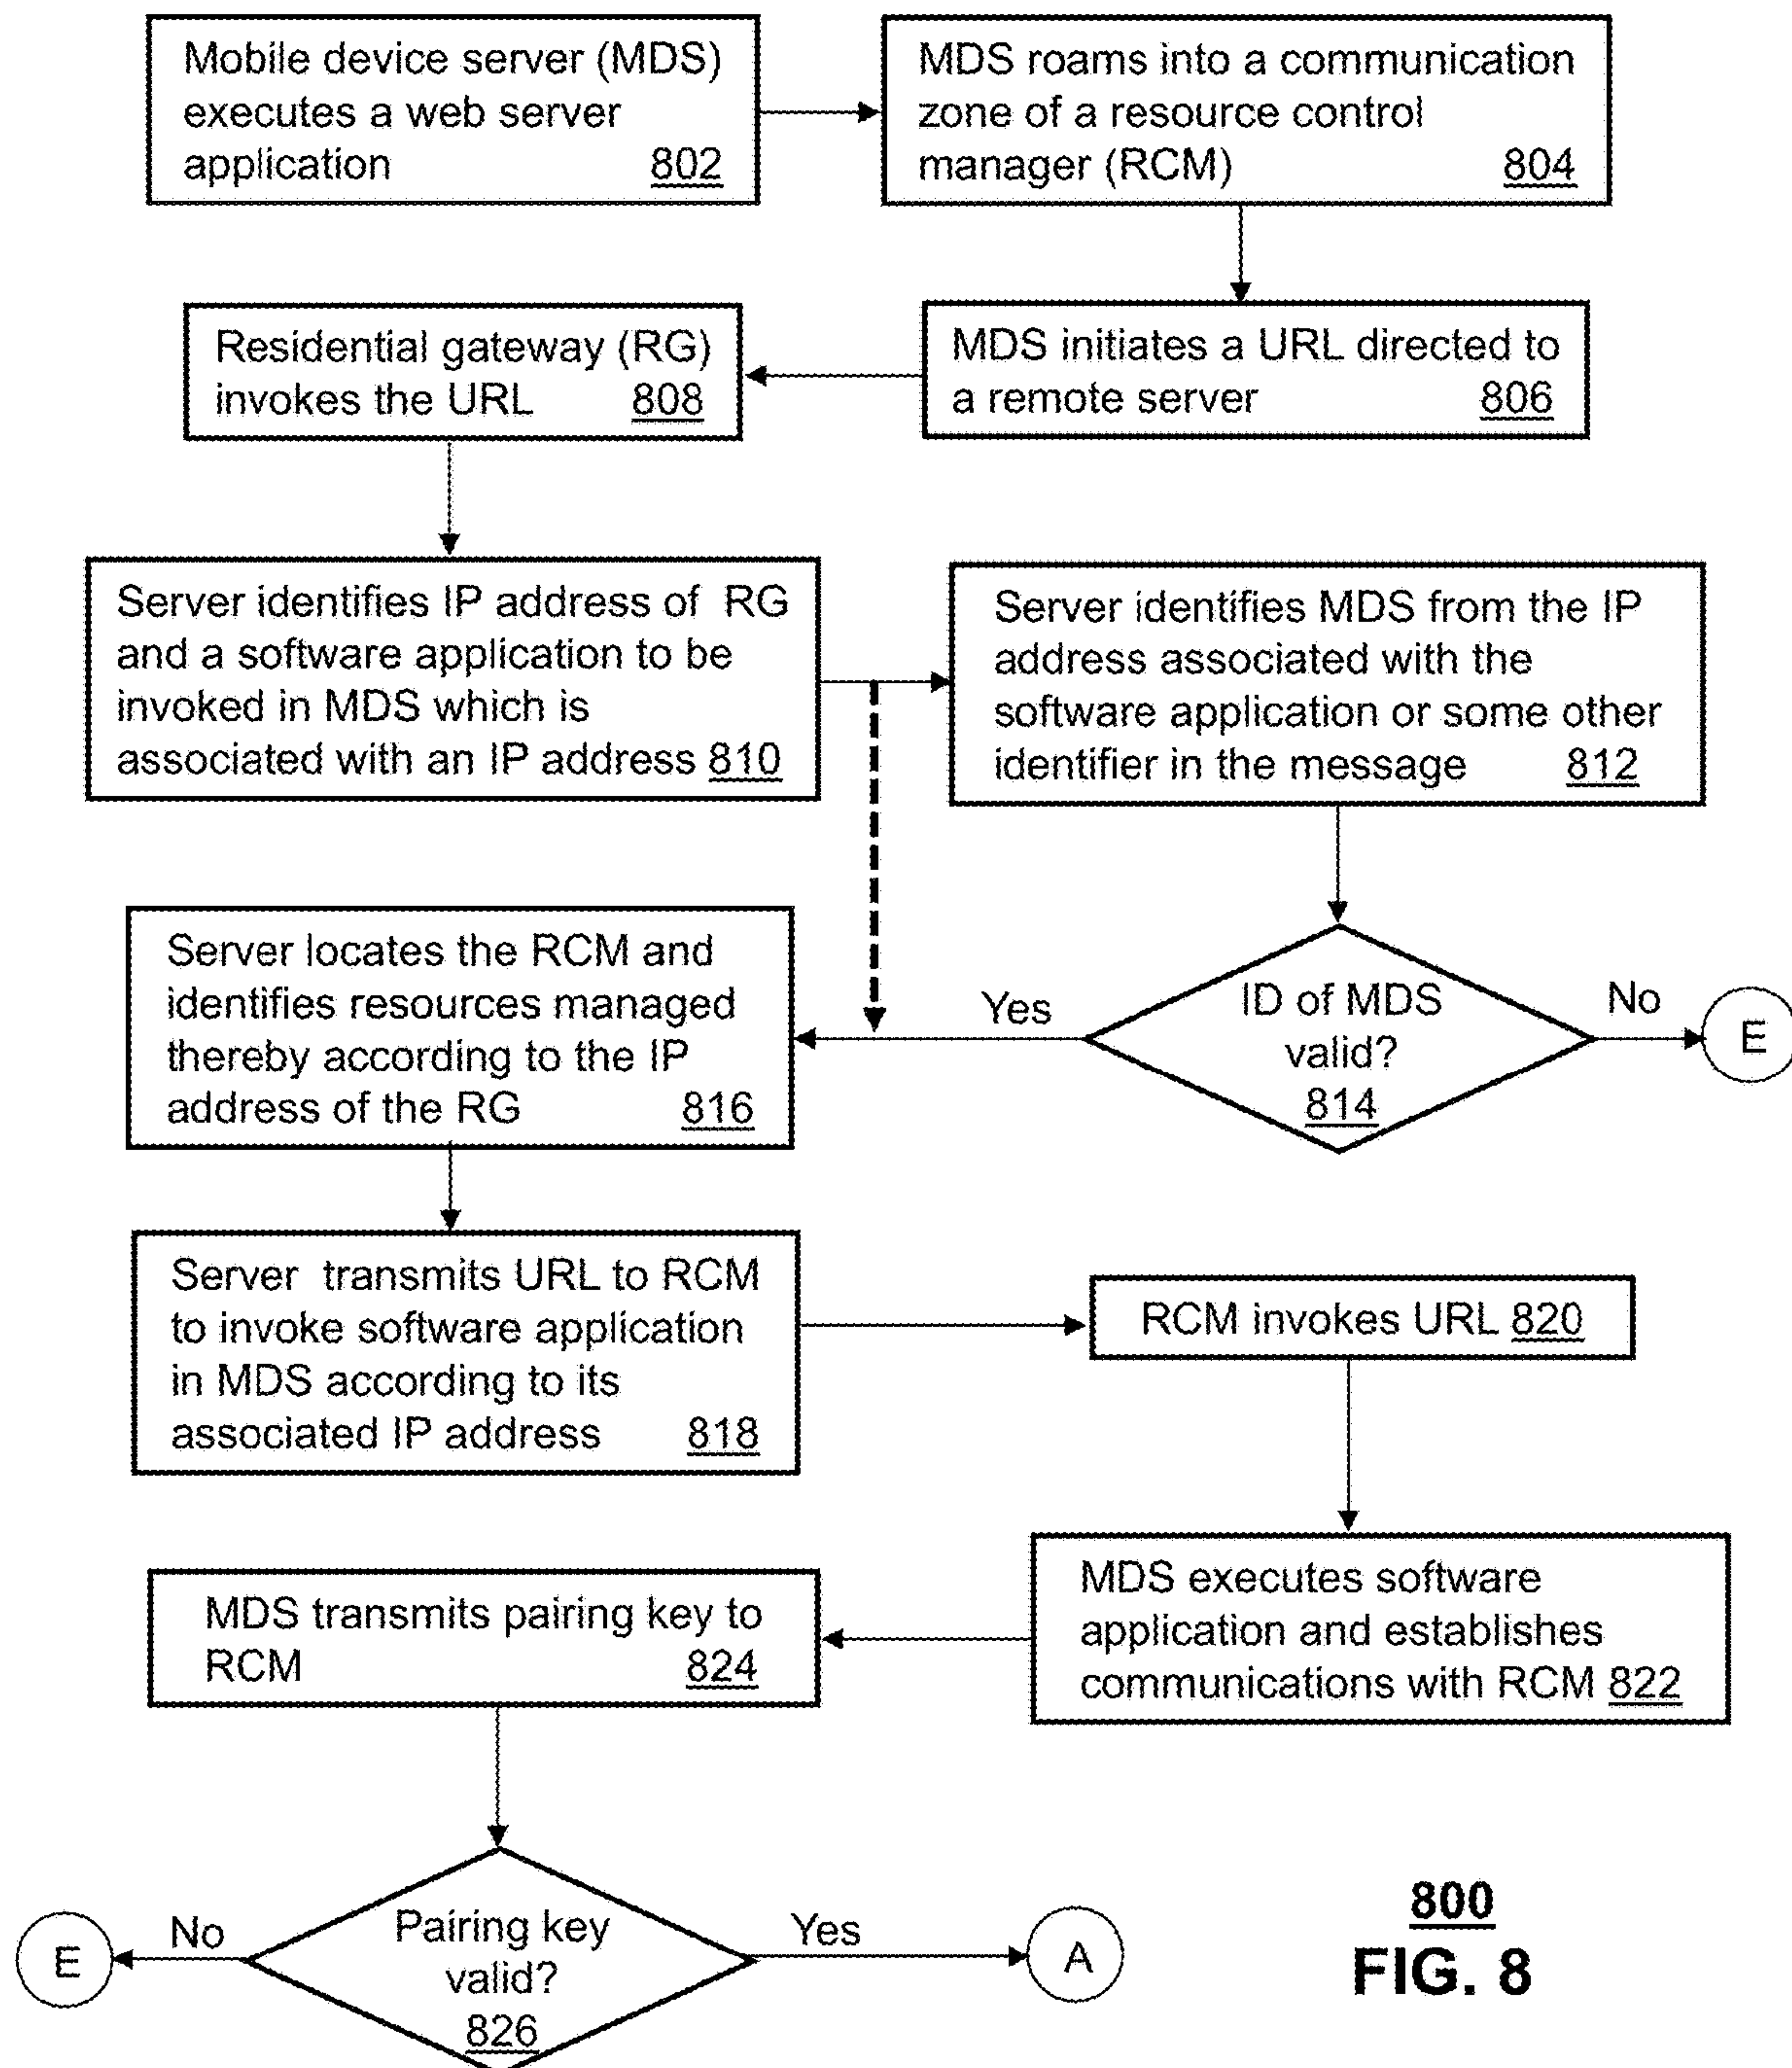 Mobile device server (MDS)
executes a web server
application 802
MDS roams into a communication
zone of a resource control
manager (RCM) 804
MDS initiates a URL directed to
a remote server 806
Residential gateway (RG)
invokes the URL 808
Server identifies IP address of RG
and a software application to be
invoked in MDS which is
associated with an IP address 810
Server identifies MDS from the IP
address associated with the
software application or some other
identifier in the message 812
ID of MDS
valid?
814
Yes
No
E
Server locates the RCM and
identifies resources managed
thereby according to the IP
address of the RG 816
Server transmits URL to RCM
to invoke software application
in MDS according to its
associated IP address 818
RCM invokes URL 820
MDS executes software
application and establishes
communications with RCM 822
MDS transmits pairing key to
RCM 824
Pairing key
valid?
826
No
E
Yes
A
800
FIG. 8